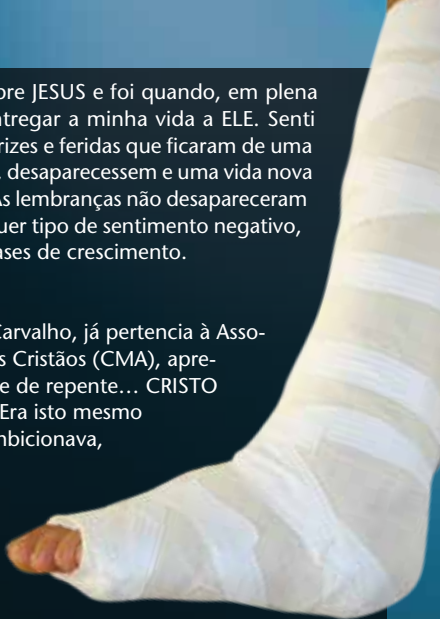 bre JESUS e foi quando, em plena
ntregar a minha vida a ELE. Senti
rizes e feridas que ficaram de uma
desaparecessem e uma vida nova
As lembranças não desapareceram
uer tipo de sentimento negativo,
ases de crescimento.
Carvalho, já pertencia à Asso-
s Cristãos (CMA), apre-
e de repente… CRISTO
Era isto mesmo
mbicionava,